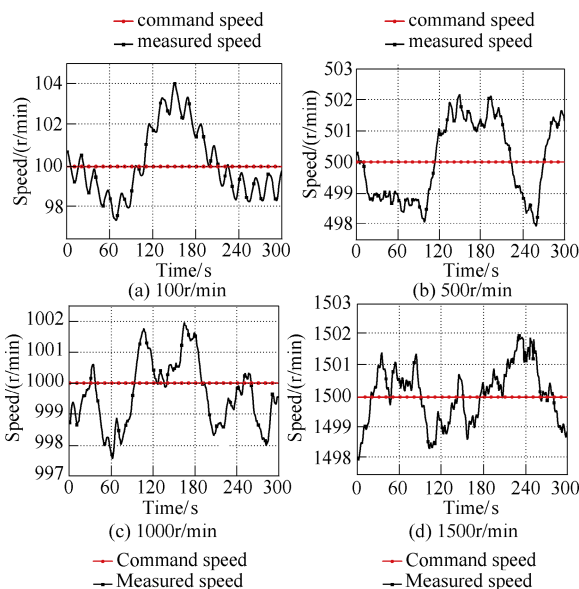 command speed
measured speed
command speed
measured speed
104
102
100
98
Speed/(r/min)
0 60 120 180 240 300
Time/s
(a) 100r/min
503
502
501
500
499
498
Speed/(r/min)
0 60 120 180 240 300
Time/s
(b) 500r/min
1002
1001
1000
999
998
997
Speed/(r/min)
0 60 120 180 240 300
Time/s
(c) 1000r/min
1503
1502
1501
1500
1499
1498
Speed/(r/min)
0 60 120 180 240 300
Time/s
(d) 1500r/min
Command speed
Measured speed
Command speed
Measured speed